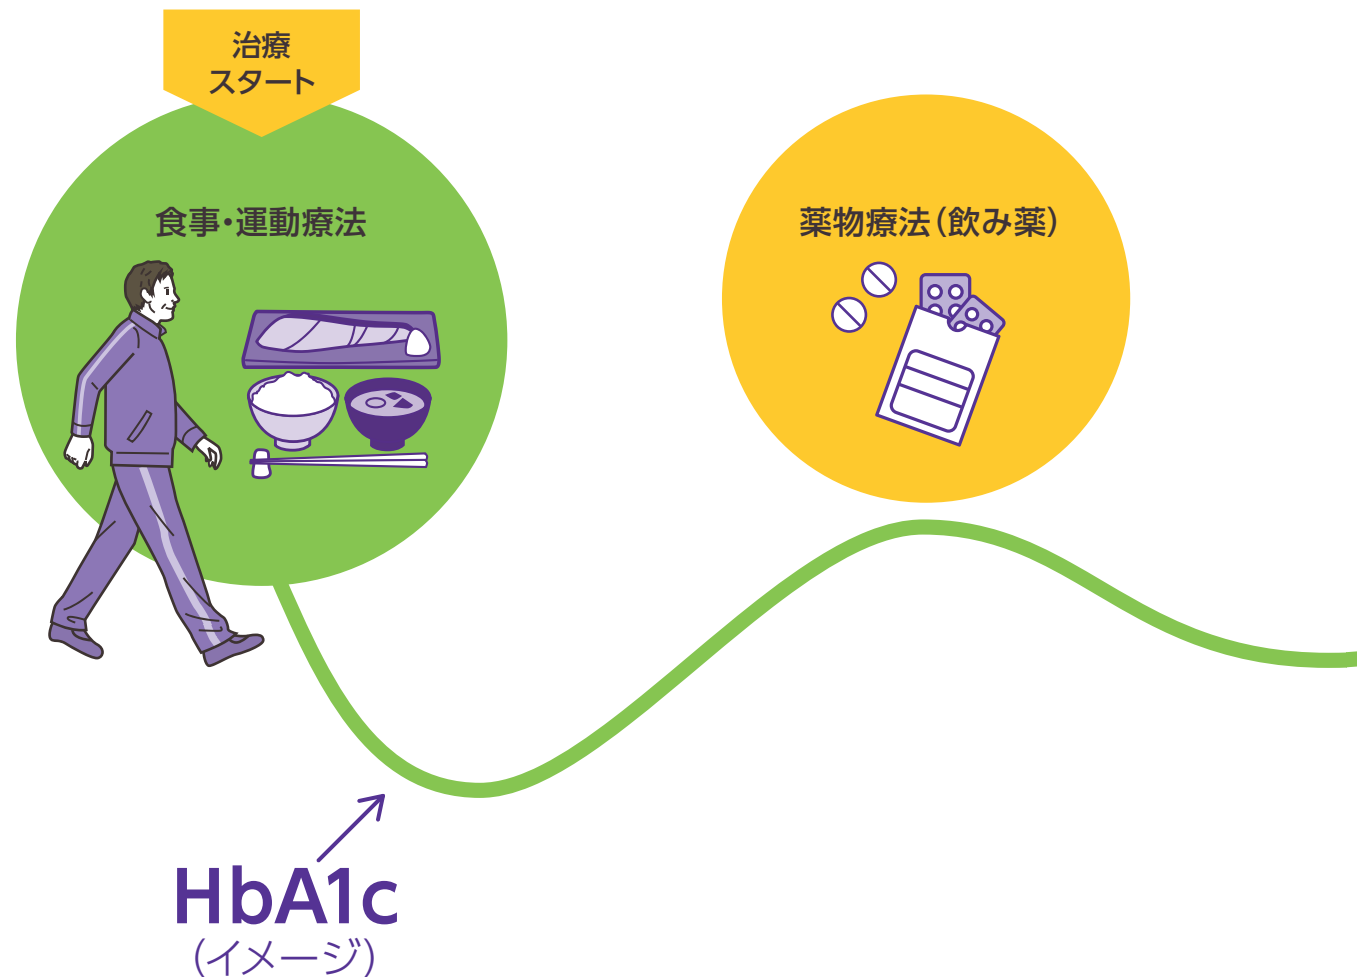 治療
スタート
食事・運動療法
薬物療法（飲み薬）
HbA1c
（イメージ）